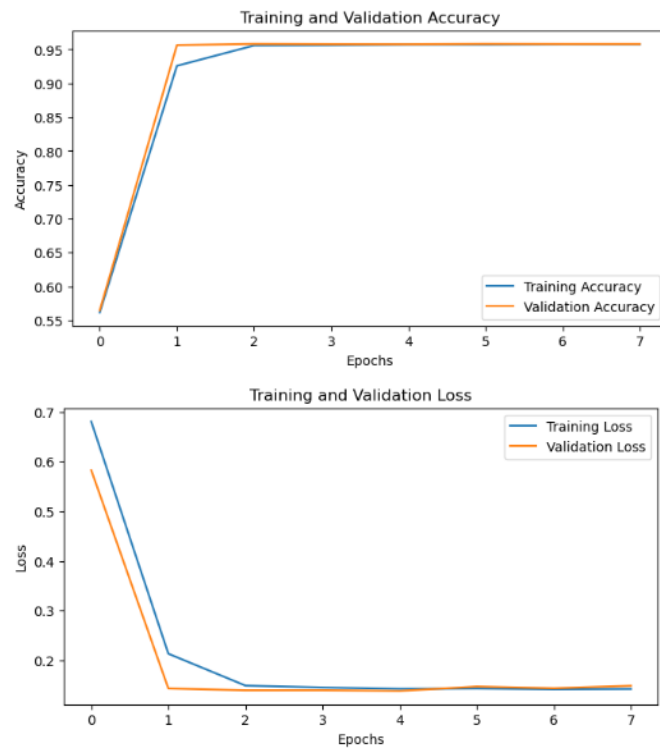 Training and Validation Accuracy
0.95
0.90
0.85
0.80
0.75
0.70
0.65
0.60
0.55
Accuracy
Training Accuracy
Validation Accuracy
0 1 2 3 4 5 6 7
Epochs
Training and Validation Loss
0.7
0.6
0.5
0.4
0.3
0.2
Loss
Training Loss
Validation Loss
0 1 2 3 4 5 6 7
Epochs